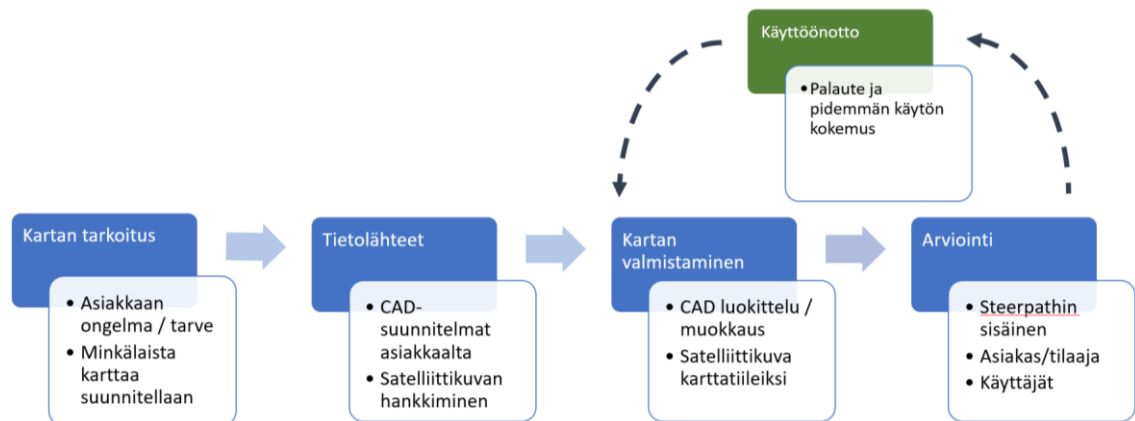 Käyttöönotto
•Palaute ja
pidemmän käytön
kokemus
Kartan tarkoitus
• Asiakkaan
ongelma / tarve
• Minkälaista
karttaa
suunnitellaan
Tietolähteet
• CAD-
suunnitelmat
asiakkaalta
• Satelliittikuvan
hankkiminen
Kartan
valmistaminen
• CAD luokittelu /
muokkaus
• Satelliittikuva
karttatiileiksi
Arviointi
• Steerpathin
sisäinen
• Asiakas/tilaaja
• Käyttäjät